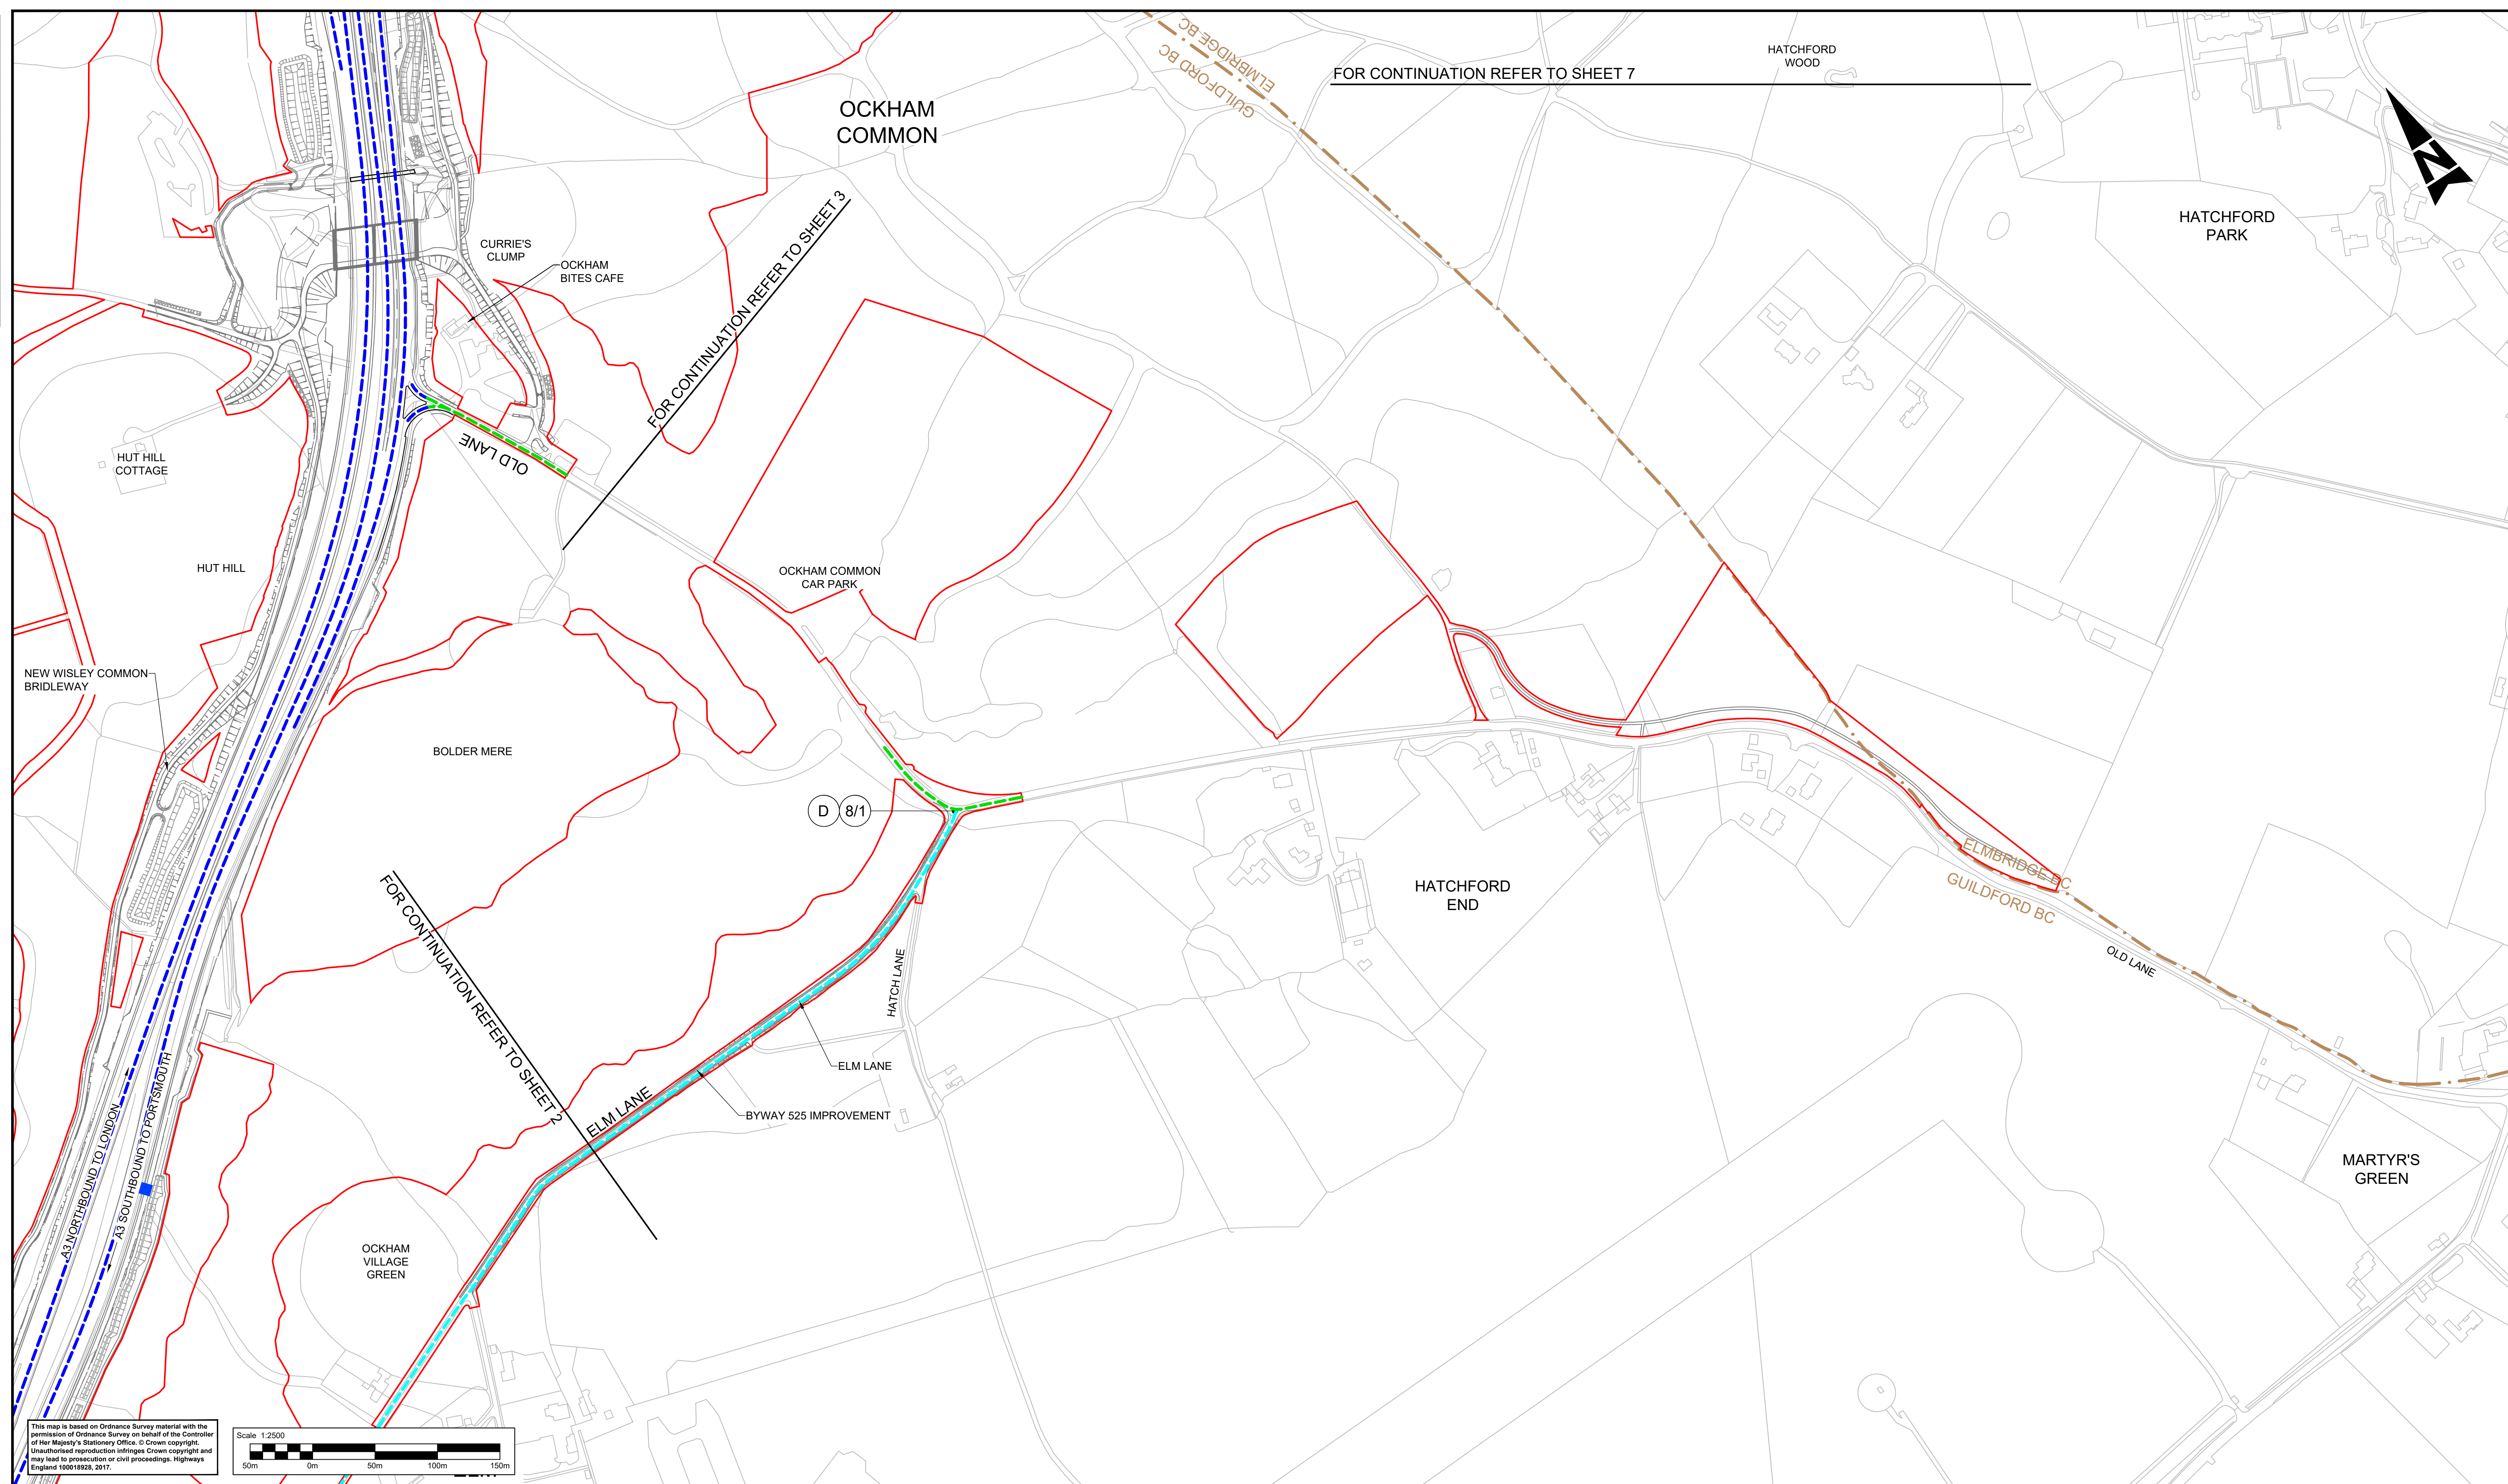 ELMBRIDGE BC
GUILDFORD BC
HATCHFORD
WOOD
FOR CONTINUATION REFER TO SHEET 7
OCKHAM
COMMON
N
HATCHFORD
PARK
FOR CONTINUATION REFER TO SHEET 3
CURRIE'S
CLUMP
OCKHAM
BITES CAFE
OLD LANE
HUT HILL
COTTAGE
HUT HILL
OCKHAM COMMON
CAR PARK
NEW WISLEY COMMON
BRIDLEWAY
BOLDER MERE
D
8/1
ELMBRIDGE BC
GUILDFORD BC
HATCHFORD
END
OLD LANE
FOR CONTINUATION REFER TO SHEET 2
HATCH LANE
ELM LANE
ELM LANE
BYWAY 525 IMPROVEMENT
A3 NORTHBOUND TO LONDON
A3 SOUTHBOUND TO PORTSMOUTH
MARTYR'S
GREEN
OCKHAM
VILLAGE
GREEN
This map is based on Ordnance Survey material with the
permission of Ordnance Survey on behalf of the Controller
of Her Majesty's Stationery Office. © Crown copyright.
Unauthorised reproduction infringes Crown copyright and
may lead to prosecution or civil proceedings. Highways
England 100018928, 2017.
Scale 1:2500
50m 0m 50m 100m 150m